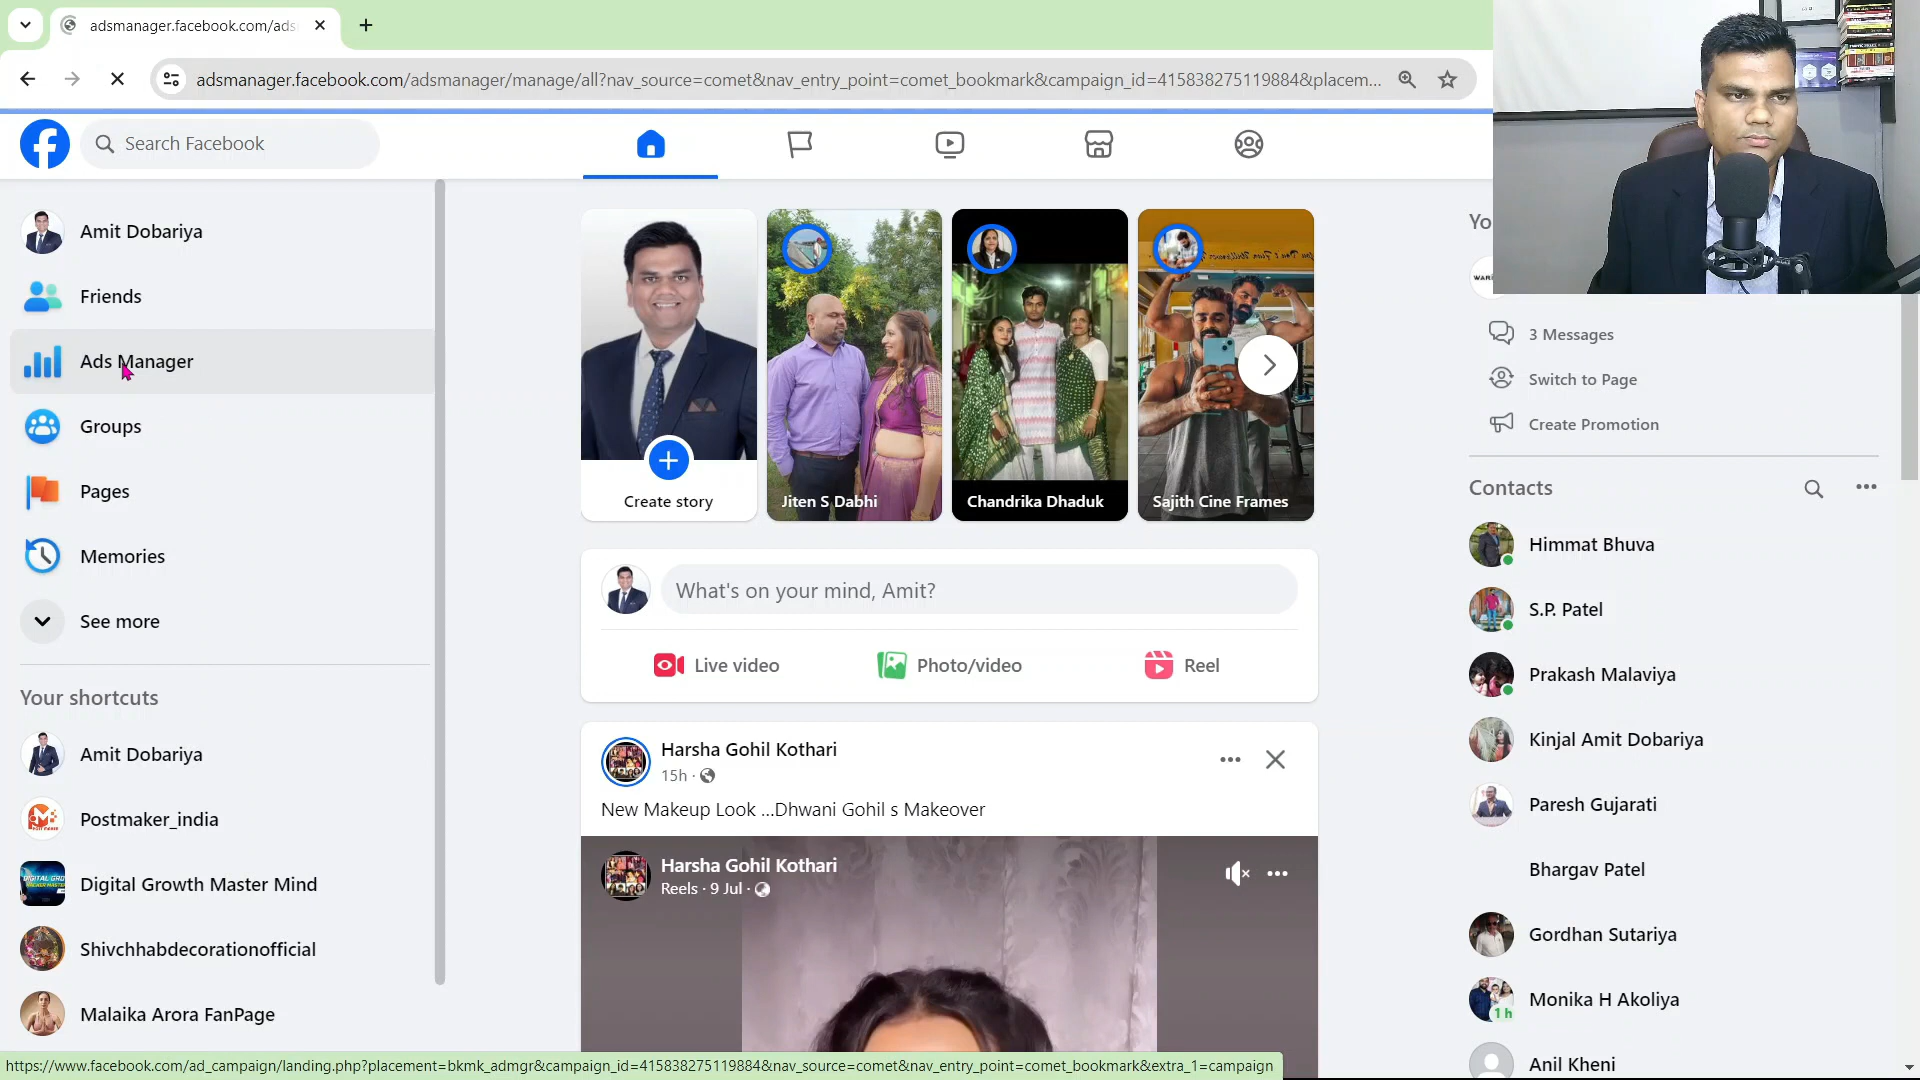 adsmanager.facebook.com/ads
adsmanager.facebook.com/adsmanager/manage/all?nav_source=comet&nav_entry_point=comet_bookmark&campaign_id=415838275119884&placem...
Search Facebook
Amit Dobariya
Friends
Ads Manager
Groups
Pages
Memories
See more
Your shortcuts
Amit Dobariya
Postmaker_india
Digital Growth Master Mind
Shivchhabdecorationofficial
Malaika Arora FanPage
Create story
Jiten S Dabhi
Chandrika Dhaduk
Sajith Cine Frames
What's on your mind, Amit?
Live video
Photo/video
Reel
Harsha Gohil Kothari
15h ·
New Makeup Look ...Dhwani Gohil s Makeover
Harsha Gohil Kothari
Reels · 9 Jul ·
Yo
3 Messages
Switch to Page
Create Promotion
Contacts
Himmat Bhuva
S.P. Patel
Prakash Malaviya
Kinjal Amit Dobariya
Paresh Gujarati
Bhargav Patel
Gordhan Sutariya
Monika H Akoliya
1 h
Anil Kheni
https://www.facebook.com/ad_campaign/landing.php?placement=bkmk_admgr&campaign_id=415838275119884&nav_source=comet&nav_entry_point=comet_bookmark&extra_1=campaign